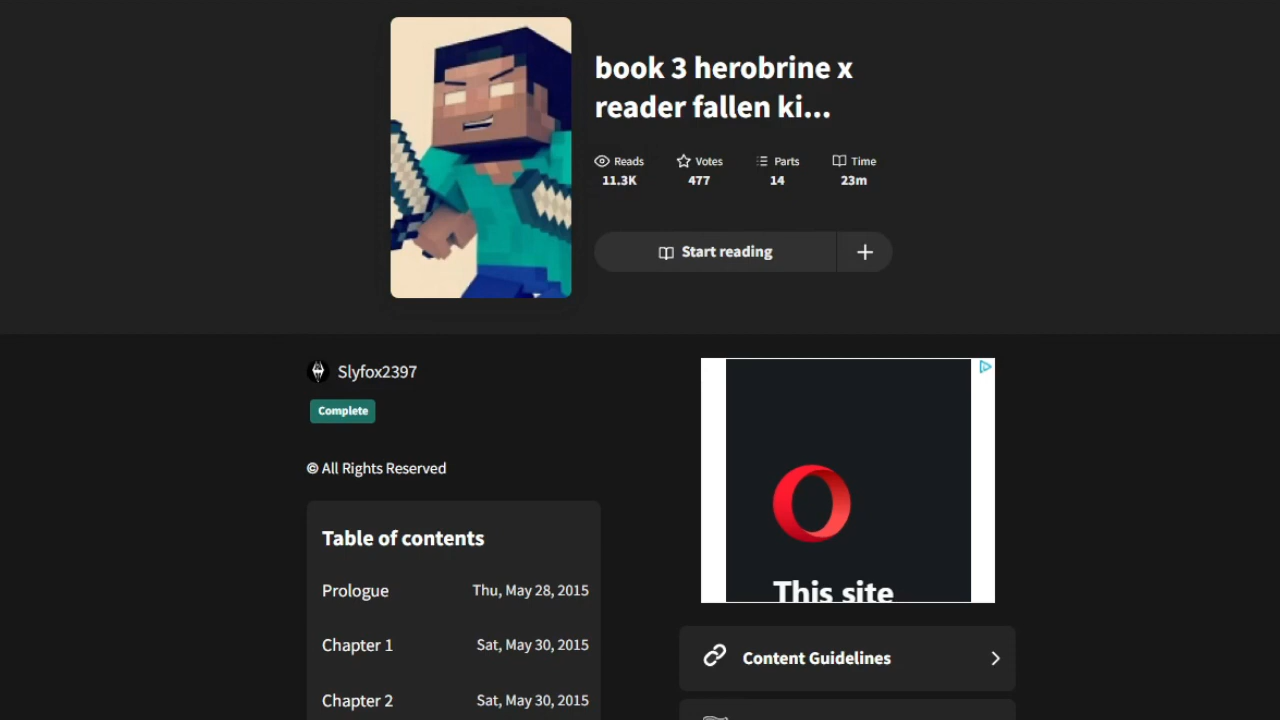 book 3 herobrine x
reader fallen ki...
Reads Votes Parts Time
11.3K 477 14 23m
Start reading
Slyfox2397
Complete
© All Rights Reserved
Table of contents
Prologue Thu, May 28, 2015
Chapter 1 Sat, May 30, 2015
Chapter 2 Sat, May 30, 2015
This site
Content Guidelines